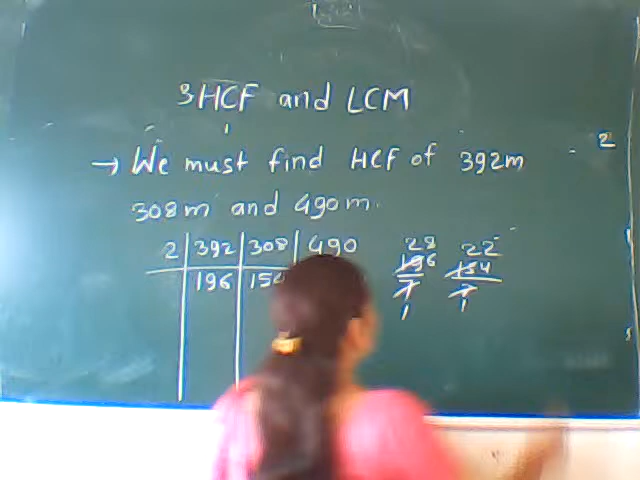 3 HCF and LCM
→ We must find HCF of 392m
308m and 490m.
2 | 392 | 308 | 490
196
28 22
196 154
7 7
1 1
2